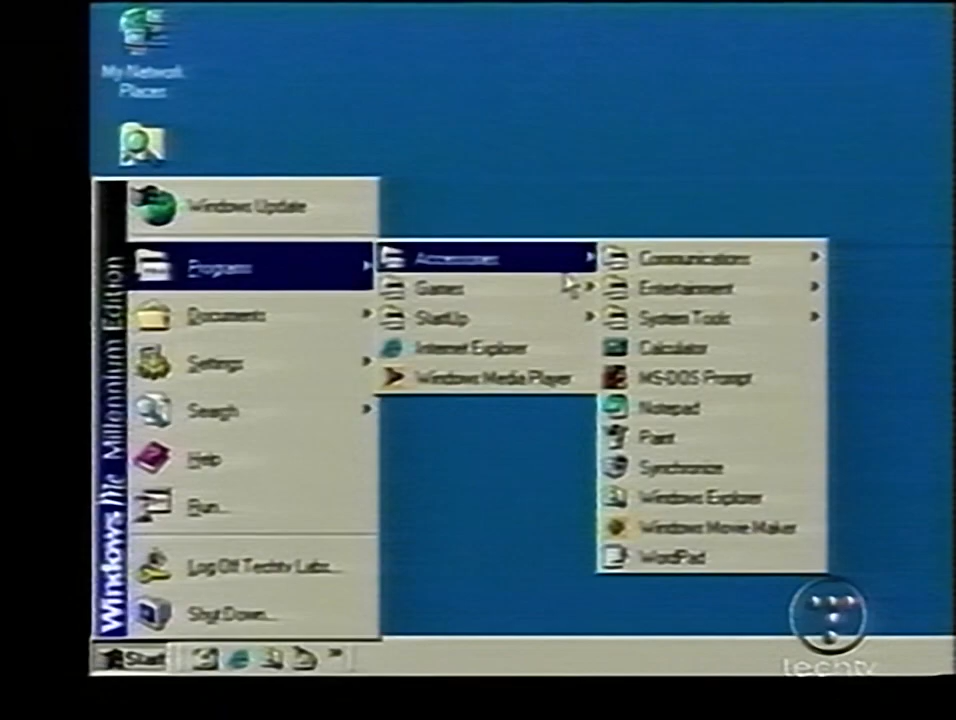 My Network
Places
Windows Update
Programs
Documents
Settings
Search
Help
Run...
Log Off Techtv Labs...
Shut Down...
Windows Me Millennium Edition
Start
Accessories
Games
StartUp
Internet Explorer
Windows Media Player
Communications
Entertainment
System Tools
Calculator
MS-DOS Prompt
Notepad
Paint
Synchronize
Windows Explorer
Windows Movie Maker
WordPad
techtv